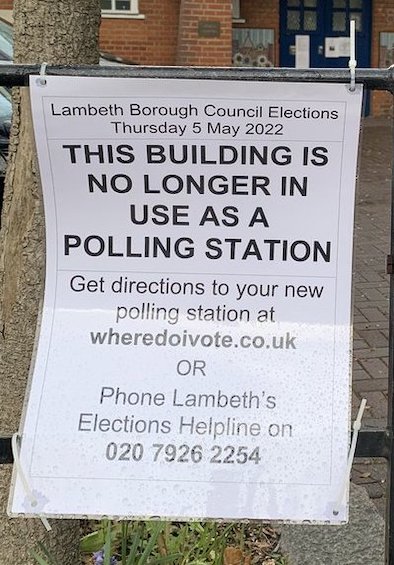 Lambeth Borough Council Elections
Thursday 5 May 2022
THIS BUILDING IS
NO LONGER IN
USE AS A
POLLING STATION
Get directions to your new
polling station at
wheredoivote.co.uk
OR
Phone Lambeth's
Elections Helpline on
020 7926 2254